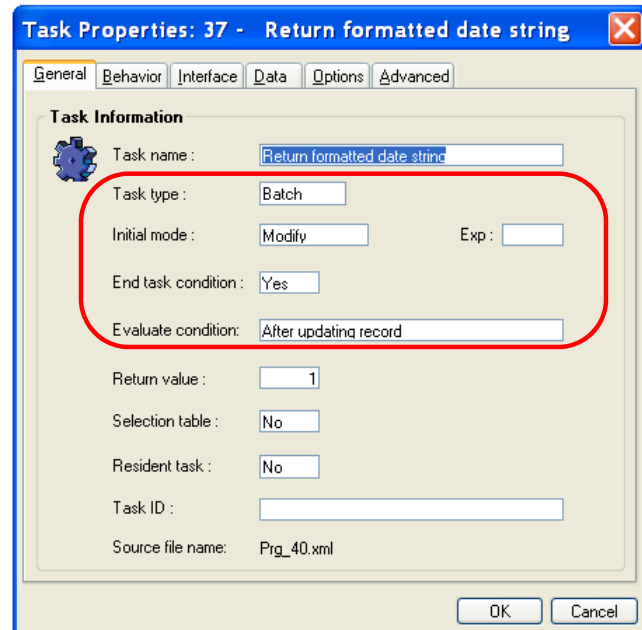 Task Properties: 37 - Return formatted date string
General Behavior Interface Data Options Advanced
Task Information
Task name : Return formatted date string
Task type : Batch
Initial mode : Modify Exp :
End task condition : Yes
Evaluate condition: After updating record
Return value : 1
Selection table : No
Resident task : No
Task ID :
Source file name: Prg_40.xml
OK Cancel